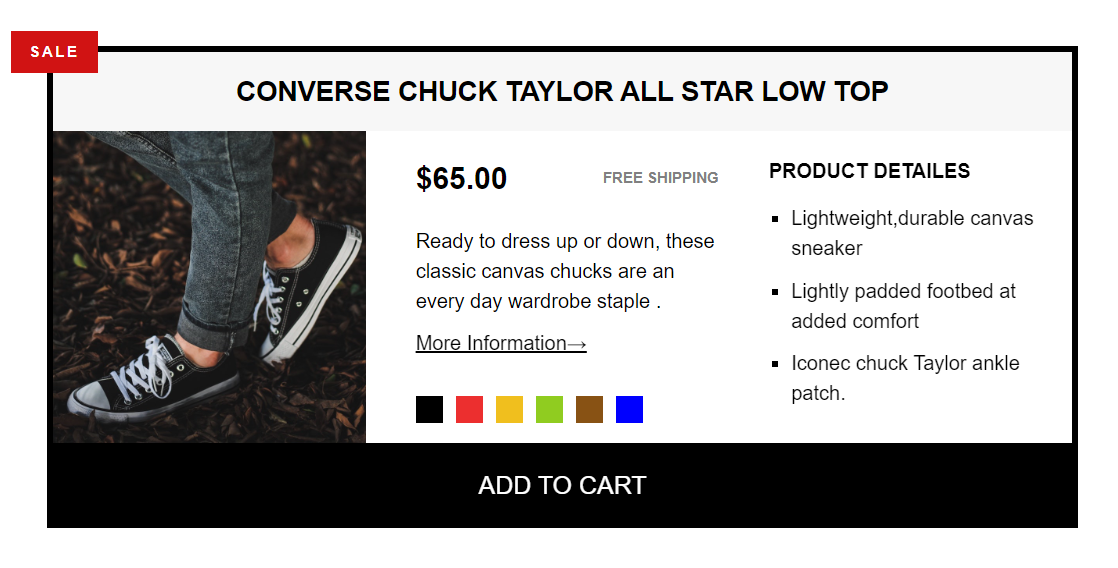 SALE
CONVERSE CHUCK TAYLOR ALL STAR LOW TOP
$65.00
FREE SHIPPING
Ready to dress up or down, these
classic canvas chucks are an
every day wardrobe staple .
More Information→
PRODUCT DETAILES
Lightweight,durable canvas
sneaker
Lightly padded footbed at
added comfort
Iconec chuck Taylor ankle
patch.
ADD TO CART